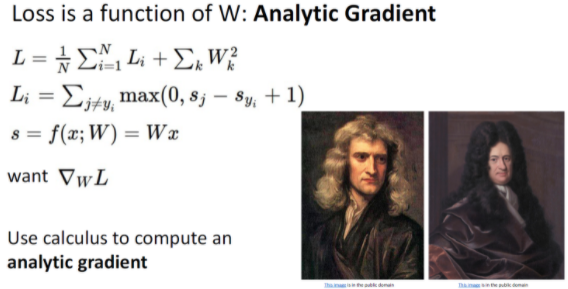 Loss is a function of W: Analytic Gradient
L = \frac{1}{N} \sum_{i=1}^{N} L_i + \sum_k W_k^2
L_i = \sum_{j \neq y_i} \max(0, s_j - s_{y_i} + 1)
s = f(x; W) = Wx
want \nabla_W L
Use calculus to compute an
analytic gradient
This image is in the public domain
This image is in the public domain